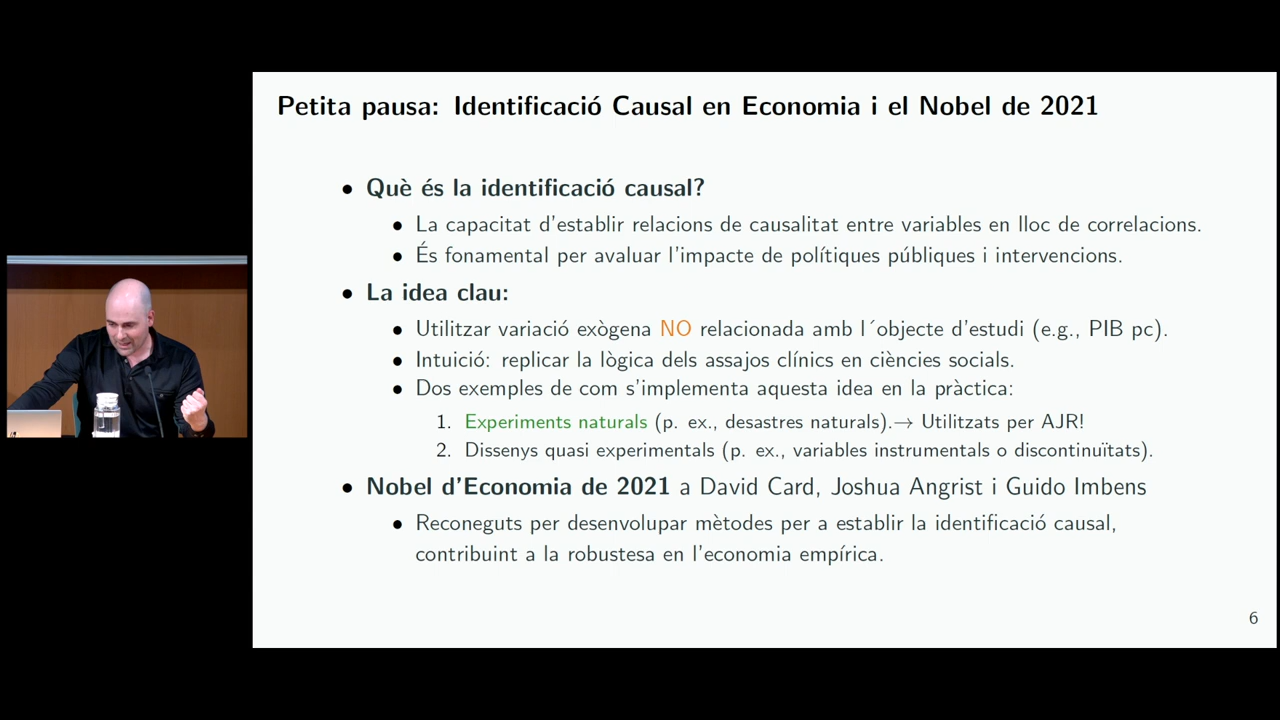 Petita pausa: Identificació Causal en Economia i el Nobel de 2021
• Què és la identificació causal?
• La capacitat d'establir relacions de causalitat entre variables en lloc de correlacions.
• És fonamental per avaluar l'impacte de polítiques públiques i intervencions.
• La idea clau:
• Utilitzar variació exògena NO relacionada amb l´objecte d'estudi (e.g., PIB pc).
• Intuició: replicar la lògica dels assajos clínics en ciències socials.
• Dos exemples de com s'implementa aquesta idea en la pràctica:
1. Experiments naturals (p. ex., desastres naturals).→ Utilitzats per AJR!
2. Dissenys quasi experimentals (p. ex., variables instrumentals o discontinuïtats).
• Nobel d'Economia de 2021 a David Card, Joshua Angrist i Guido Imbens
• Reconeguts per desenvolupar mètodes per a establir la identificació causal,
contribuint a la robustesa en l'economia empírica.
6